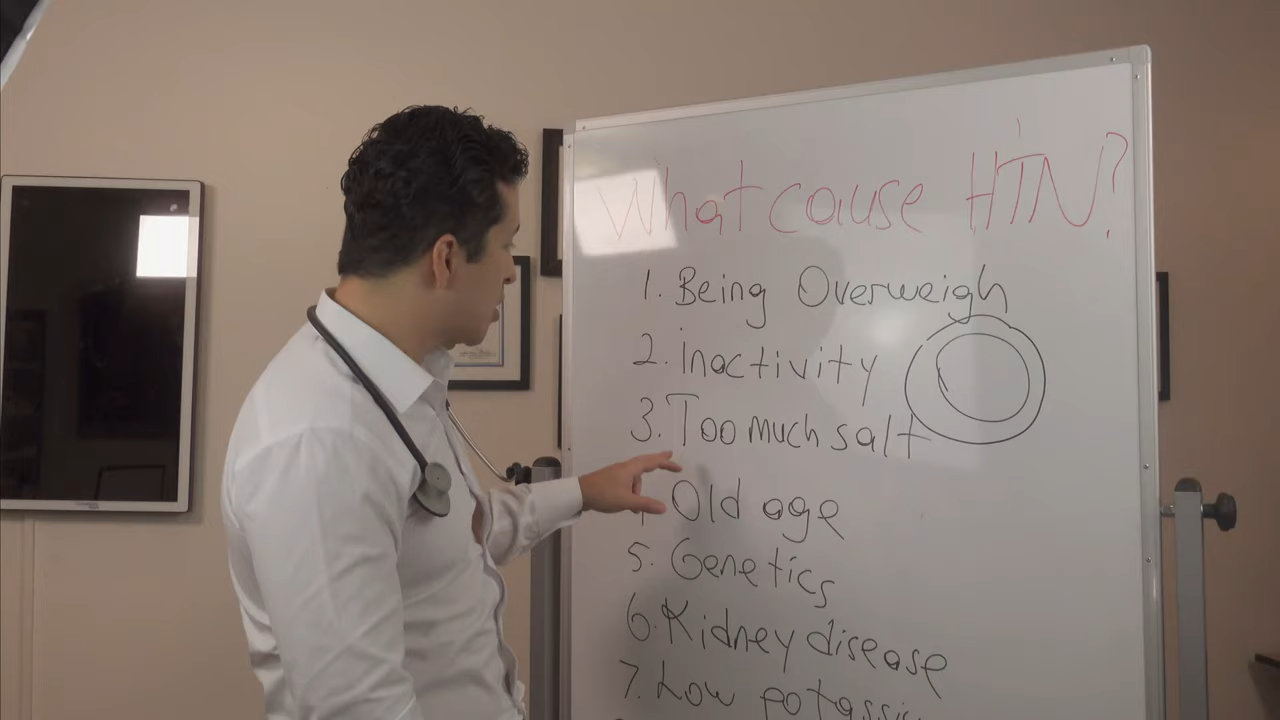 What cause HTN?
1. Being Overweigh
2. inactivity
3. Too much salt
Old age
5. Genetics
6. Kidney disease
7. Low